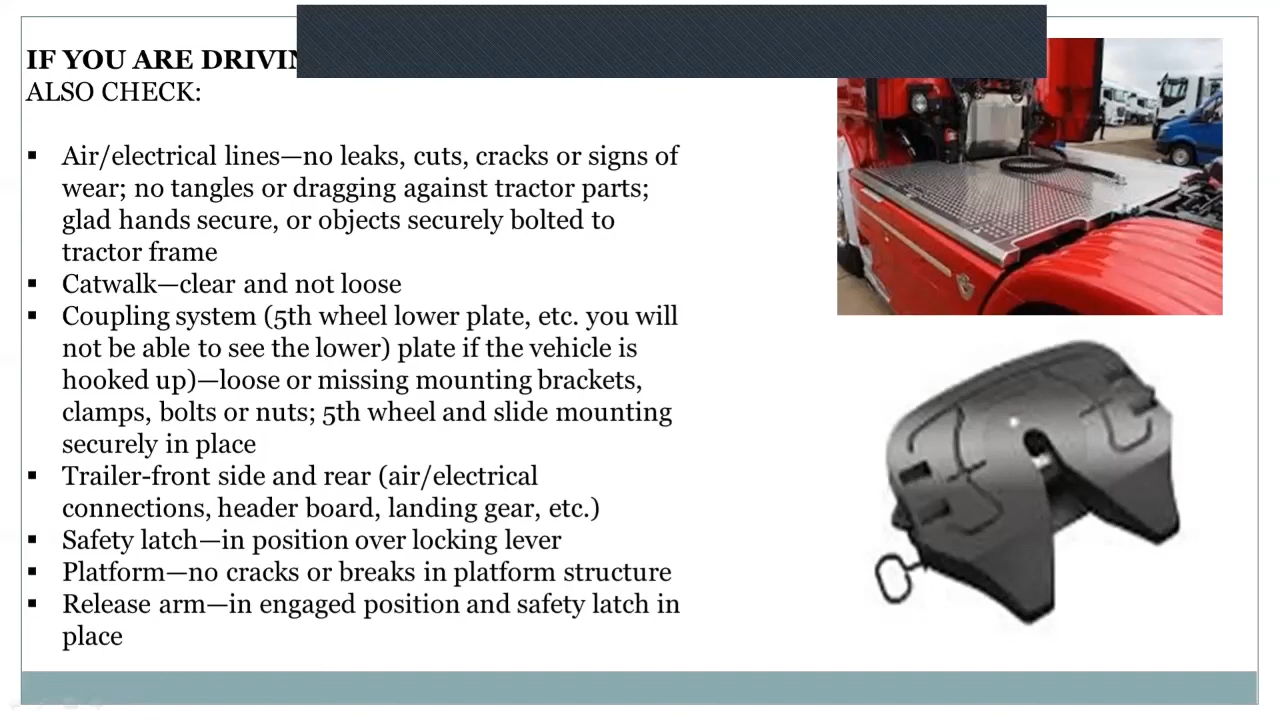 IF YOU ARE
ALSO CHECK:
▪ Air/electrical lines—no leaks, cuts, cracks or signs of
wear; no tangles or dragging against tractor parts;
glad hands secure, or objects securely bolted to
tractor frame
▪ Catwalk—clear and not loose
▪ Coupling system (5th wheel lower plate, etc. you will
not be able to see the lower) plate if the vehicle is
hooked up)—loose or missing mounting brackets,
clamps, bolts or nuts; 5th wheel and slide mounting
securely in place
▪ Trailer-front side and rear (air/electrical
connections, header board, landing gear, etc.)
▪ Safety latch—in position over locking lever
▪ Platform—no cracks or breaks in platform structure
▪ Release arm—in engaged position and safety latch in
place